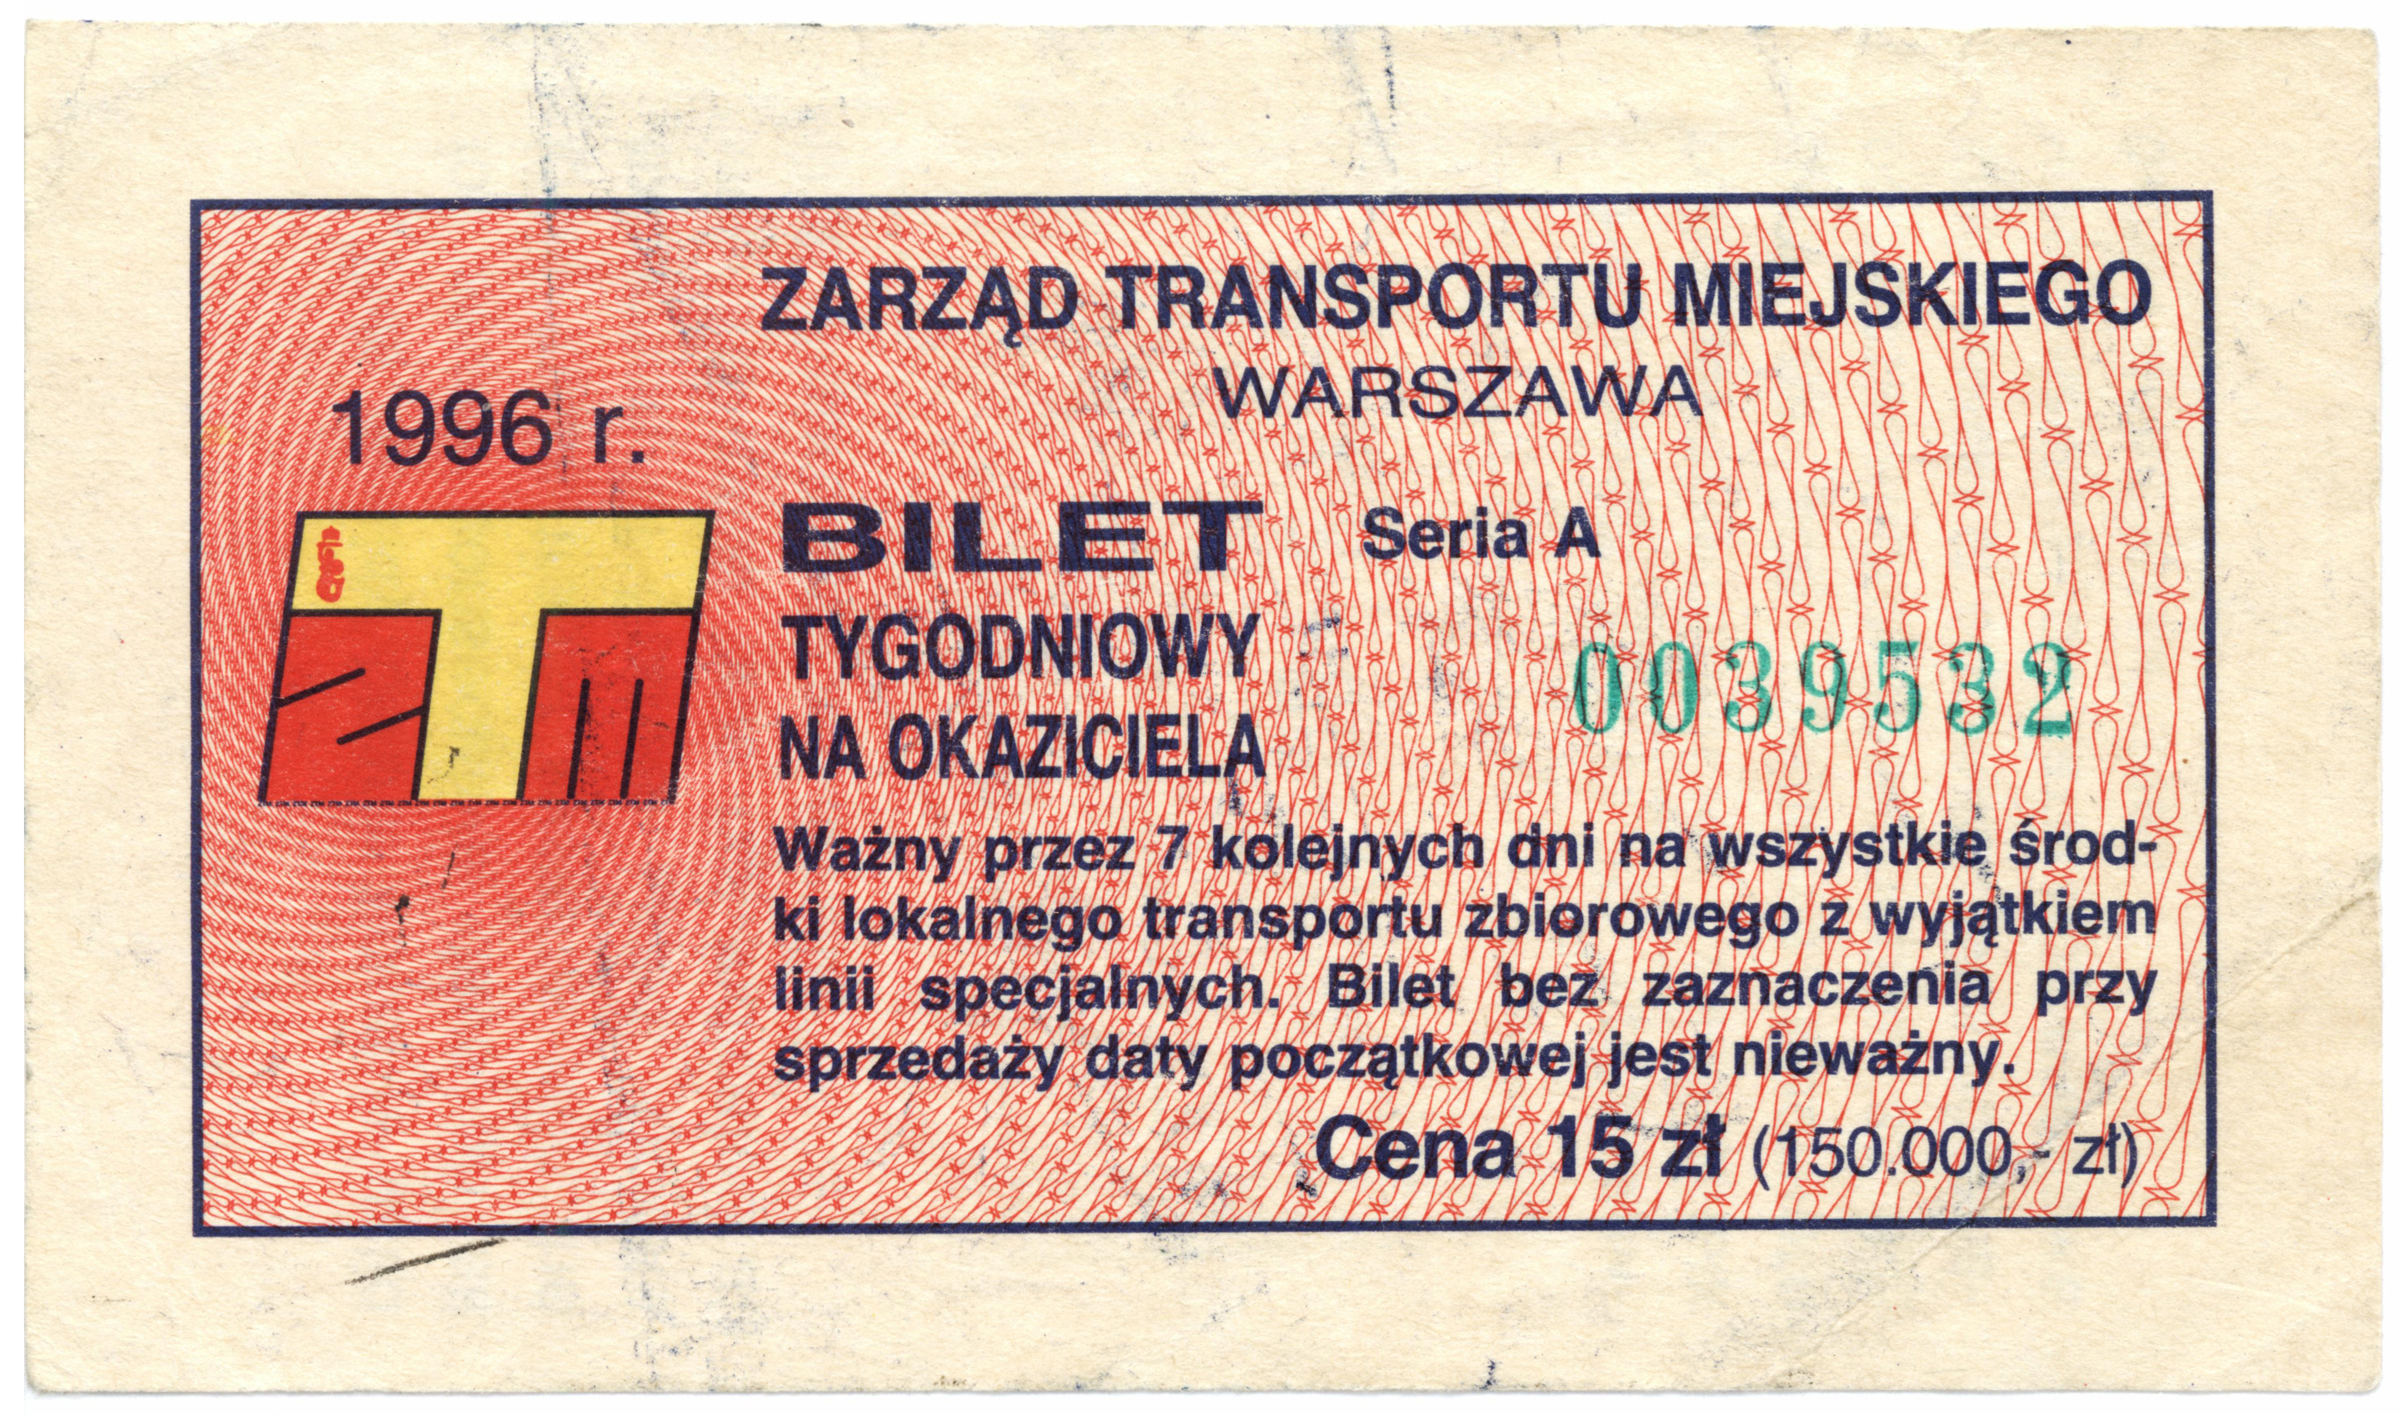 ZARZĄD TRANSPORTU MIEJSKIEGO
WARSZAWA
1996 r.
BILET Seria A
TYGODNIOWY
NA OKAZICIELA
0039532
Ważny przez 7 kolejnych dni na wszystkie środ-
ki lokalnego transportu zbiorowego z wyjątkiem
linii specjalnych. Bilet bez zaznaczenia przy
sprzedaży daty początkowej jest nieważny.
Cena 15 zł (150.000,- zł)